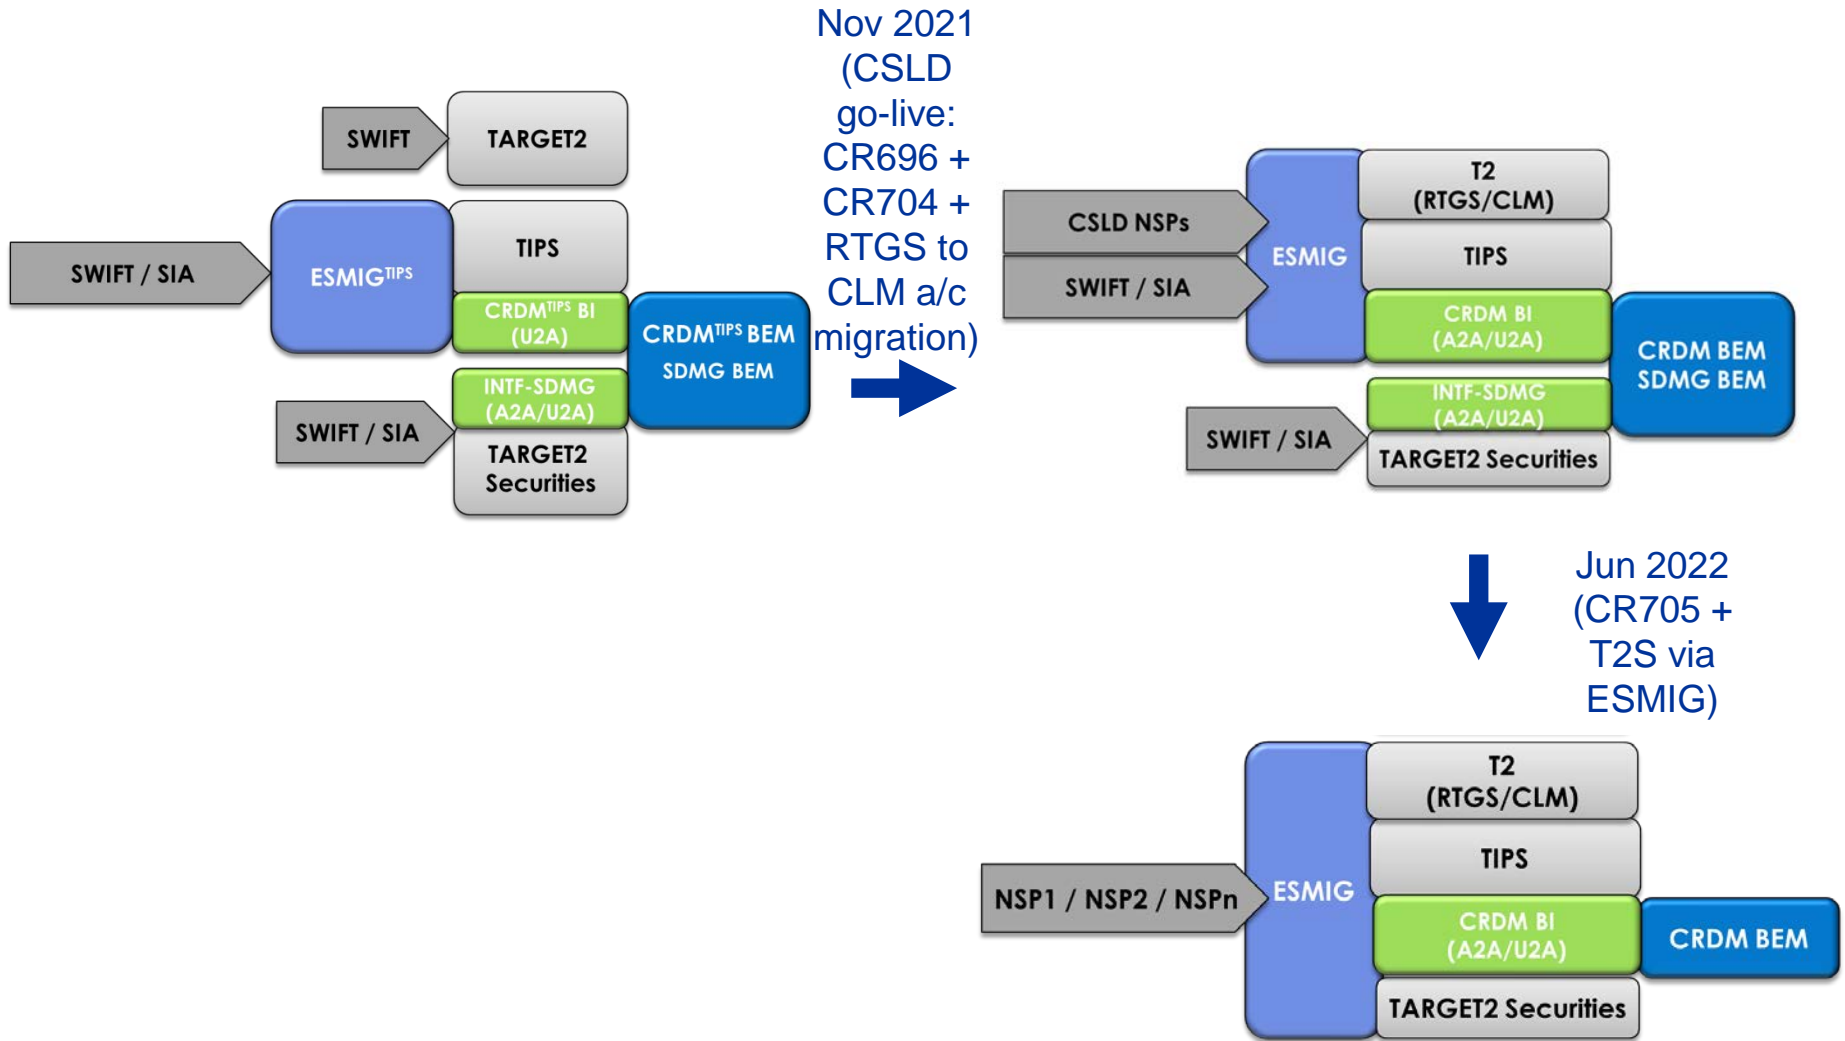 Nov 2021
(CSLD
go-live:
CR696 +
CR704 +
RTGS to
CLM a/c
migration)
SWIFT
TARGET2
SWIFT / SIA
ESMIGTIPS
TIPS
CRDMTIPS BI
(U2A)
CRDMTIPS BEM
SDMG BEM
INTF-SDMG
(A2A/U2A)
SWIFT / SIA
TARGET2
Securities
CSLD NSPs
SWIFT / SIA
ESMIG
T2
(RTGS/CLM)
TIPS
CRDM BI
(A2A/U2A)
CRDM BEM
SDMG BEM
INTF-SDMG
(A2A/U2A)
SWIFT / SIA
TARGET2 Securities
Jun 2022
(CR705 +
T2S via
ESMIG)
NSP1 / NSP2 / NSPn
ESMIG
T2
(RTGS/CLM)
TIPS
CRDM BI
(A2A/U2A)
CRDM BEM
TARGET2 Securities